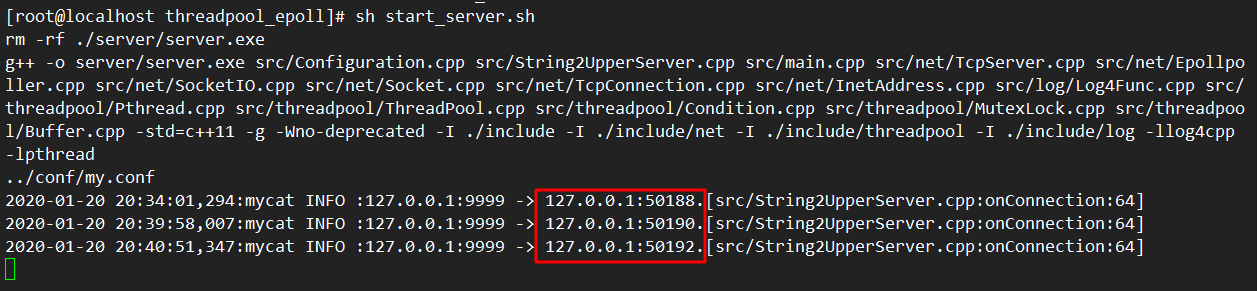 [root@localhost threadpool_epoll]# sh start_server.sh
rm -rf ./server/server.exe
g++ -o server/server.exe src/Configuration.cpp src/String2UpperServer.cpp src/main.cpp src/net/TcpServer.cpp src/net/Epollpo
ller.cpp src/net/SocketIO.cpp src/net/Socket.cpp src/net/TcpConnection.cpp src/net/InetAddress.cpp src/log/Log4Func.cpp src/
threadpool/Pthread.cpp src/threadpool/ThreadPool.cpp src/threadpool/Condition.cpp src/threadpool/MutexLock.cpp src/threadpoo
l/Buffer.cpp -std=c++11 -g -Wno-deprecated -I ./include -I ./include/net -I ./include/threadpool -I ./include/log -llog4cpp
-lpthread
../conf/my.conf
2020-01-20 20:34:01,294:mycat INFO :127.0.0.1:9999 -> 127.0.0.1:50188.[src/String2UpperServer.cpp:onConnection:64]
2020-01-20 20:39:58,007:mycat INFO :127.0.0.1:9999 -> 127.0.0.1:50190.[src/String2UpperServer.cpp:onConnection:64]
2020-01-20 20:40:51,347:mycat INFO :127.0.0.1:9999 -> 127.0.0.1:50192.[src/String2UpperServer.cpp:onConnection:64]